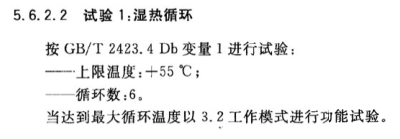 5.6.2.2 试验1:湿热循环
按 GB/T 2423.4 Db 变量 1 进行试验:
——上限温度:+55 ℃;
——循环数:6。
当达到最大循环温度以 3.2 工作模式进行功能试验。